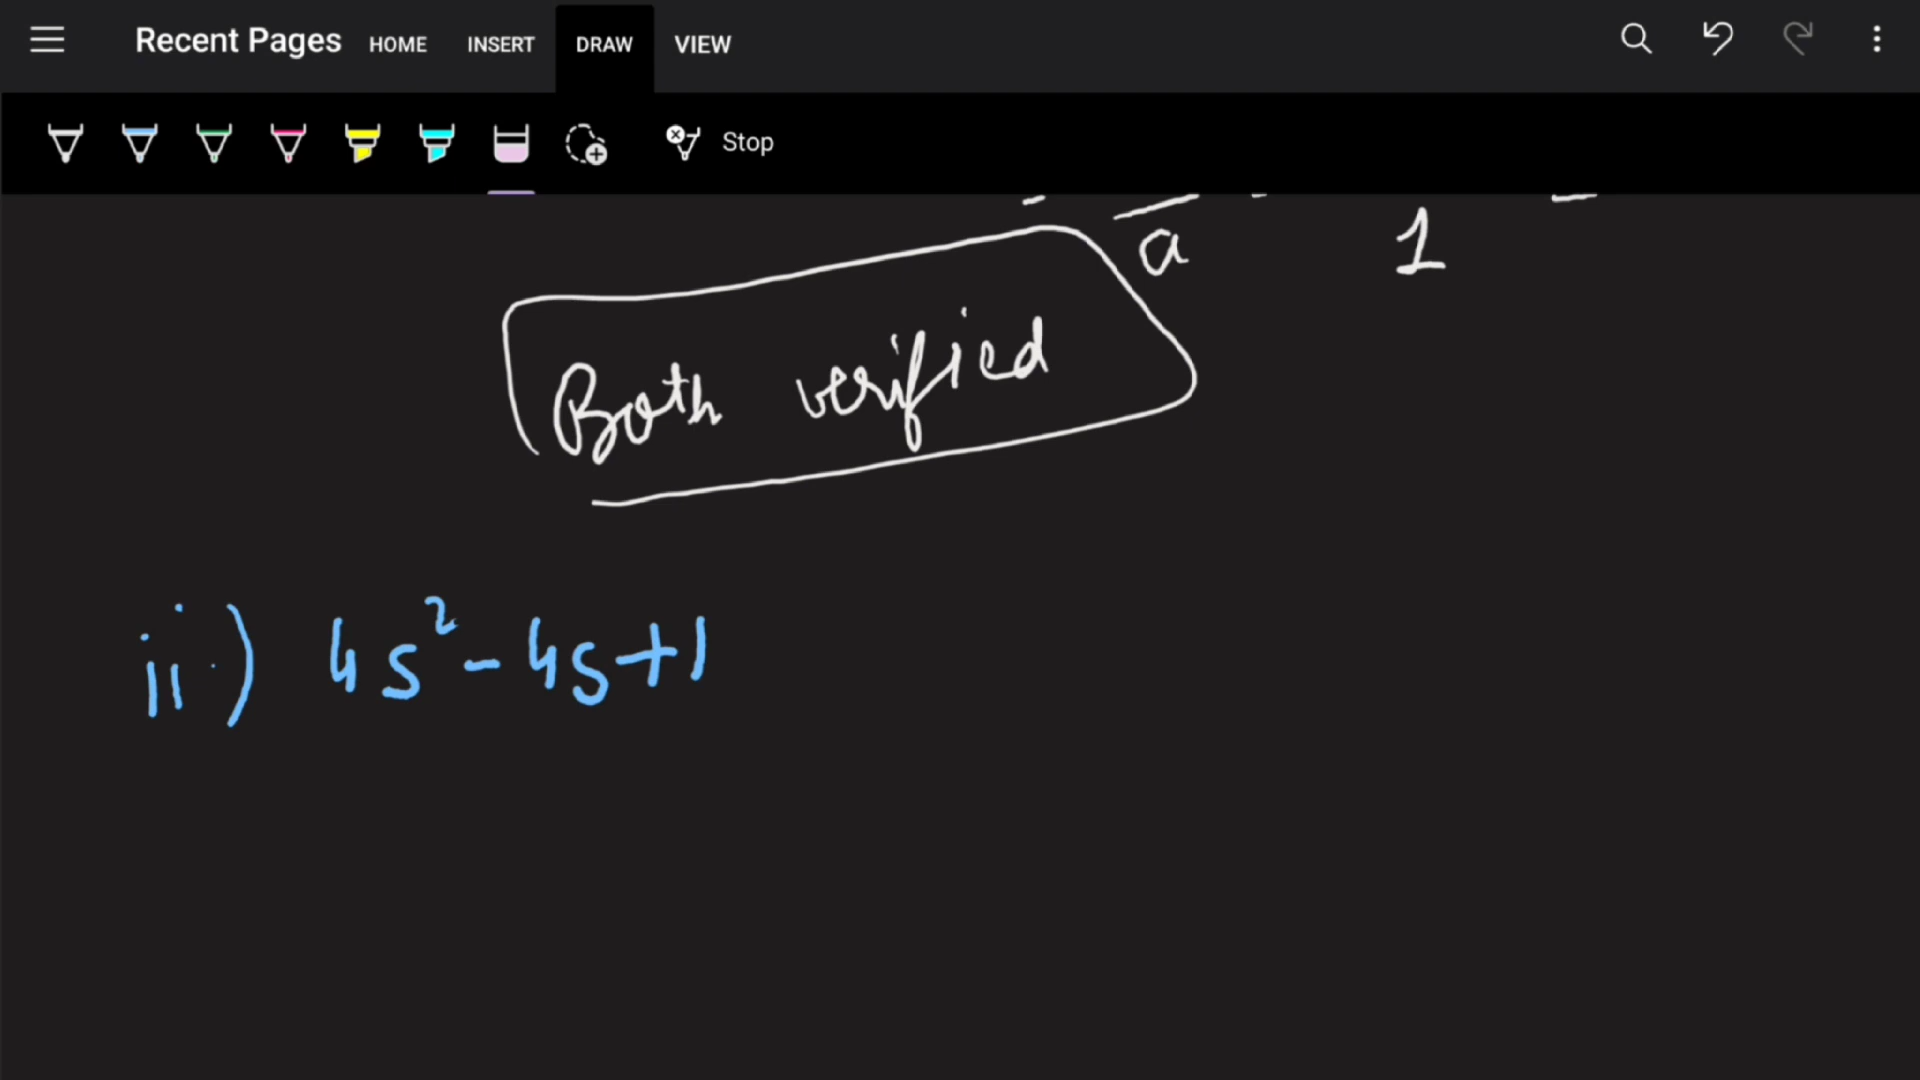 Recent Pages HOME INSERT DRAW VIEW
Stop
a 1
Both verified
ii) 4s²-4s+1